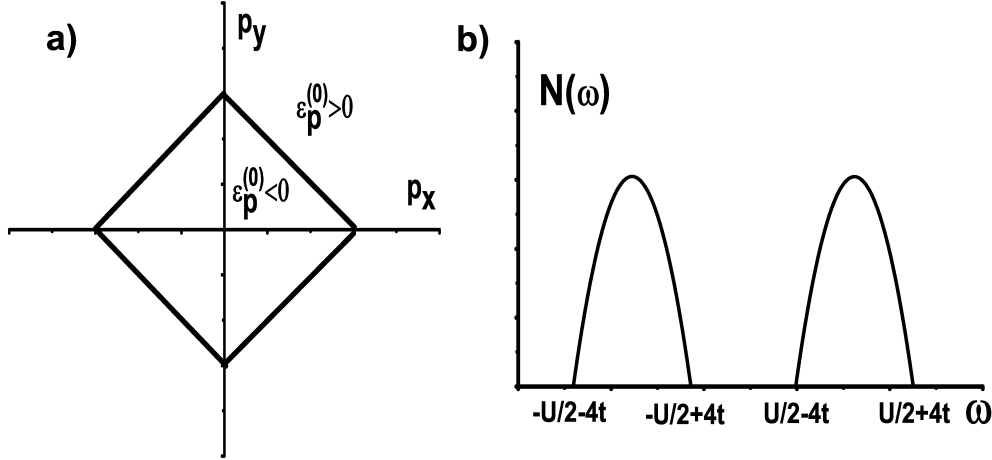 a)
p_y
ε_p^(0)>0
ε_p^(0)<0
p_x
b)
N(ω)
-U/2-4t
-U/2+4t
U/2-4t
U/2+4t
ω